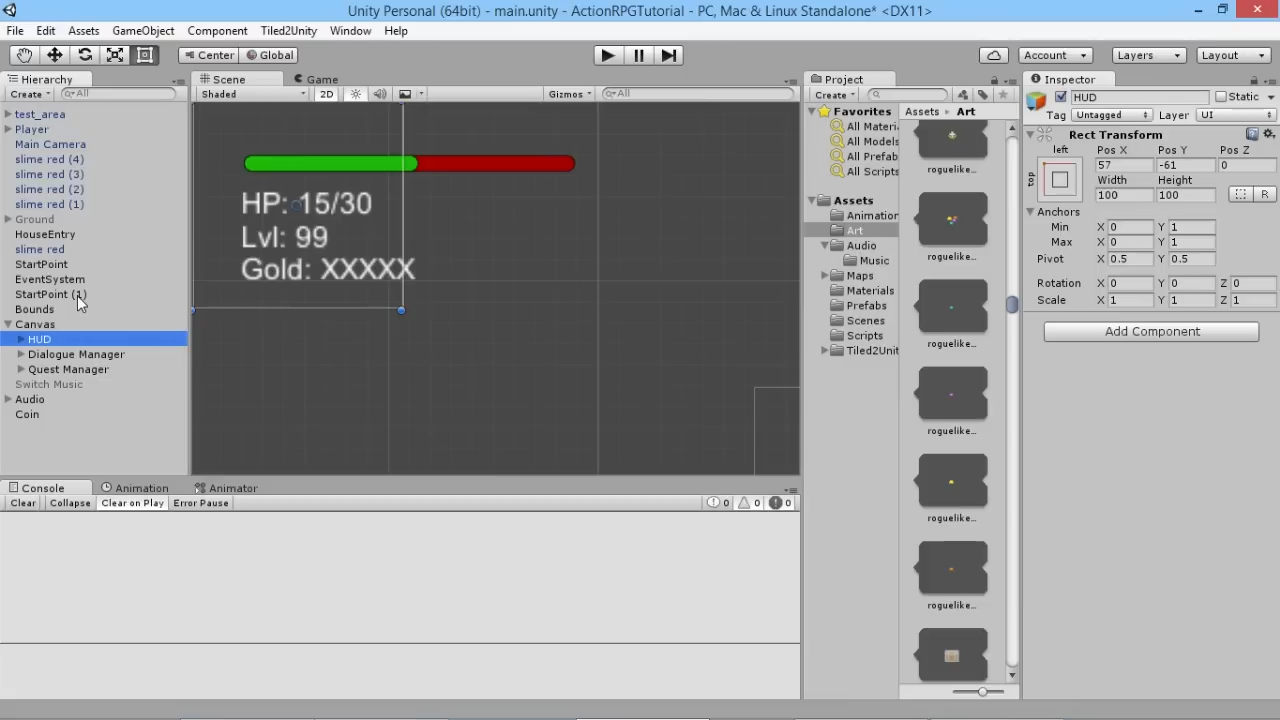 Unity Personal (64bit) - main.unity - ActionRPGTutorial - PC, Mac & Linux Standalone* <DX11>
File Edit Assets GameObject Component Tiled2Unity Window Help
Center Global Account Layers Layout
Hierarchy Scene Game Project Inspector
Create All Shaded 2D Gizmos All Create
HUD Static
Tag Untagged Layer UI
Rect Transform
left Pos X Pos Y Pos Z
top 57 -61 0
Width Height
100 100 R
Anchors
Min X 0 Y 1
Max X 0 Y 1
Pivot X 0.5 Y 0.5
Rotation X 0 Y 0 Z 0
Scale X 1 Y 1 Z 1
Add Component
test_area
Player
Main Camera
slime red (4)
slime red (3)
slime red (2)
slime red (1)
Ground
HouseEntry
slime red
StartPoint
EventSystem
StartPoint (1)
Bounds
Canvas
HUD
Dialogue Manager
Quest Manager
Switch Music
Audio
Coin
HP: 15/30
Lvl: 99
Gold: XXXXX
Favorites
All Materi
All Models
All Prefab
All Scripts
Assets
Animation
Art
Audio
Music
Maps
Materials
Prefabs
Scenes
Scripts
Tiled2Unit
Assets Art
roguelike...
roguelike...
roguelike...
roguelike...
roguelike...
roguelike...
Console Animation Animator
Clear Collapse Clear on Play Error Pause 0 0 0